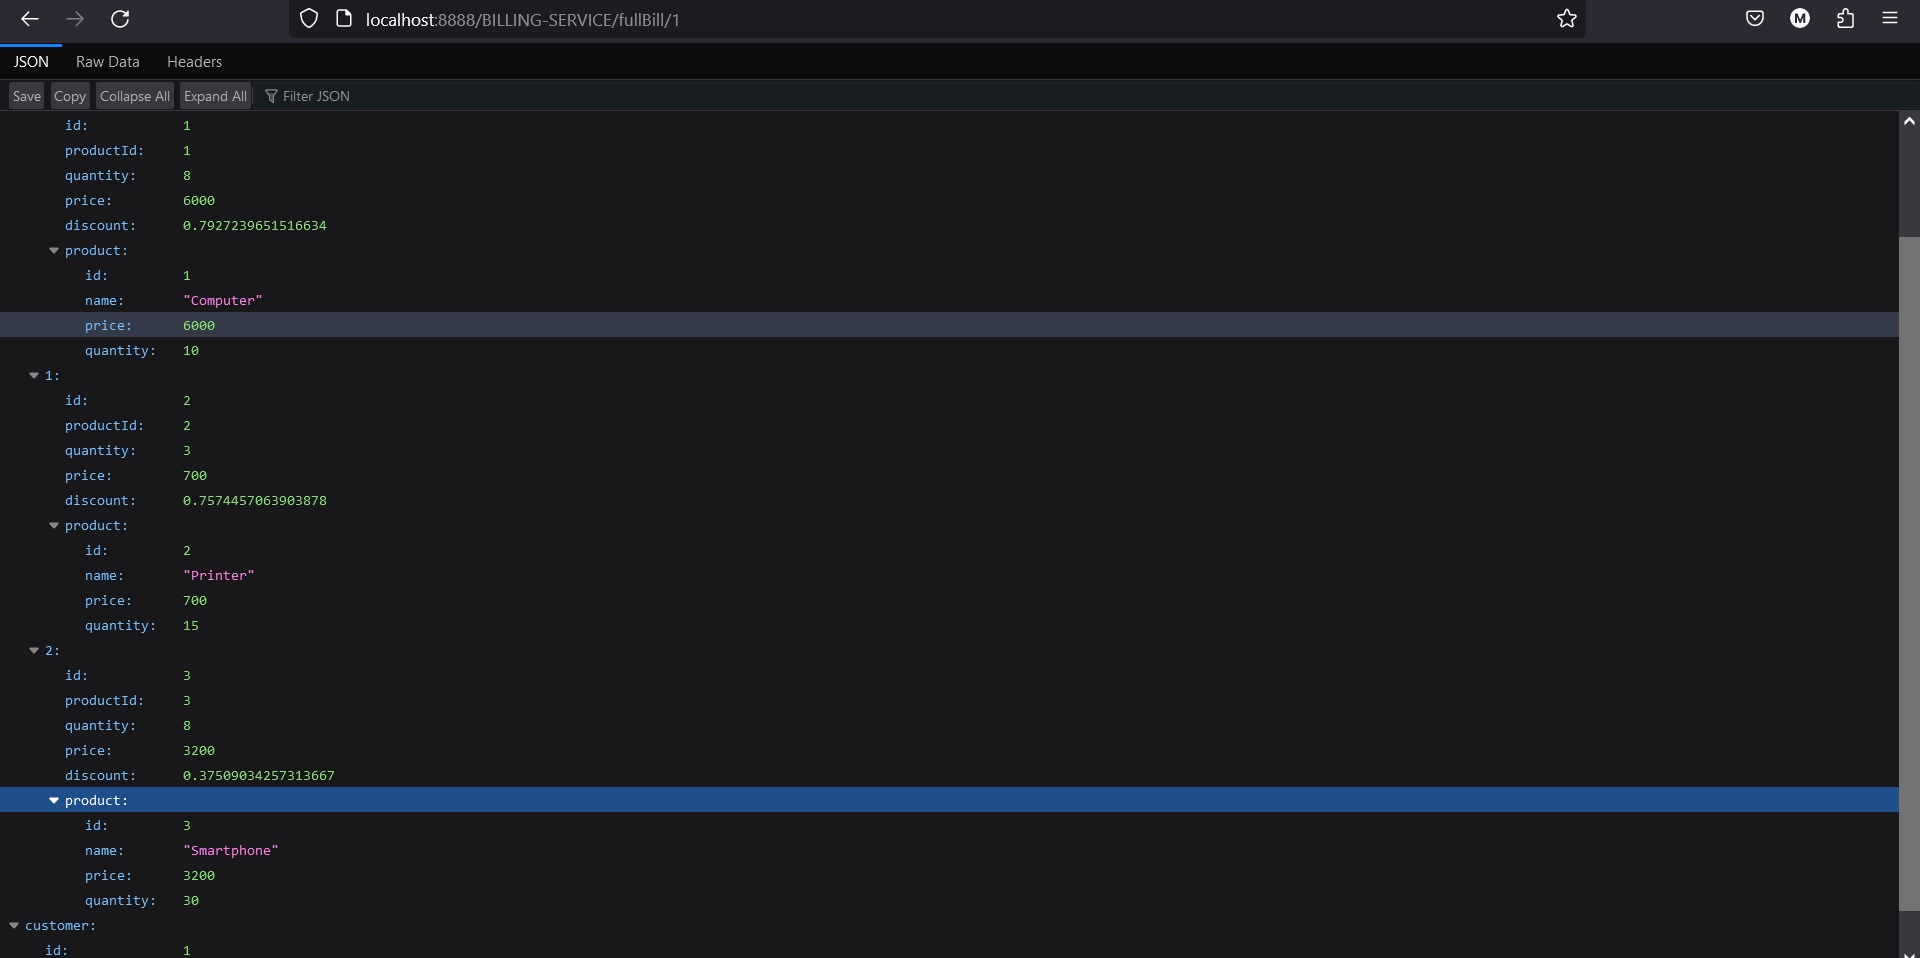 localhost:8888/BILLING-SERVICE/fullBill/1
M
JSON Raw Data Headers
Save Copy Collapse All Expand All Filter JSON
id: 1
productId: 1
quantity: 8
price: 6000
discount: 0.7927239651516634
product:
id: 1
name: "Computer"
price: 6000
quantity: 10
1:
id: 2
productId: 2
quantity: 3
price: 700
discount: 0.7574457063903878
product:
id: 2
name: "Printer"
price: 700
quantity: 15
2:
id: 3
productId: 3
quantity: 8
price: 3200
discount: 0.37509034257313667
product:
id: 3
name: "Smartphone"
price: 3200
quantity: 30
customer:
id: 1